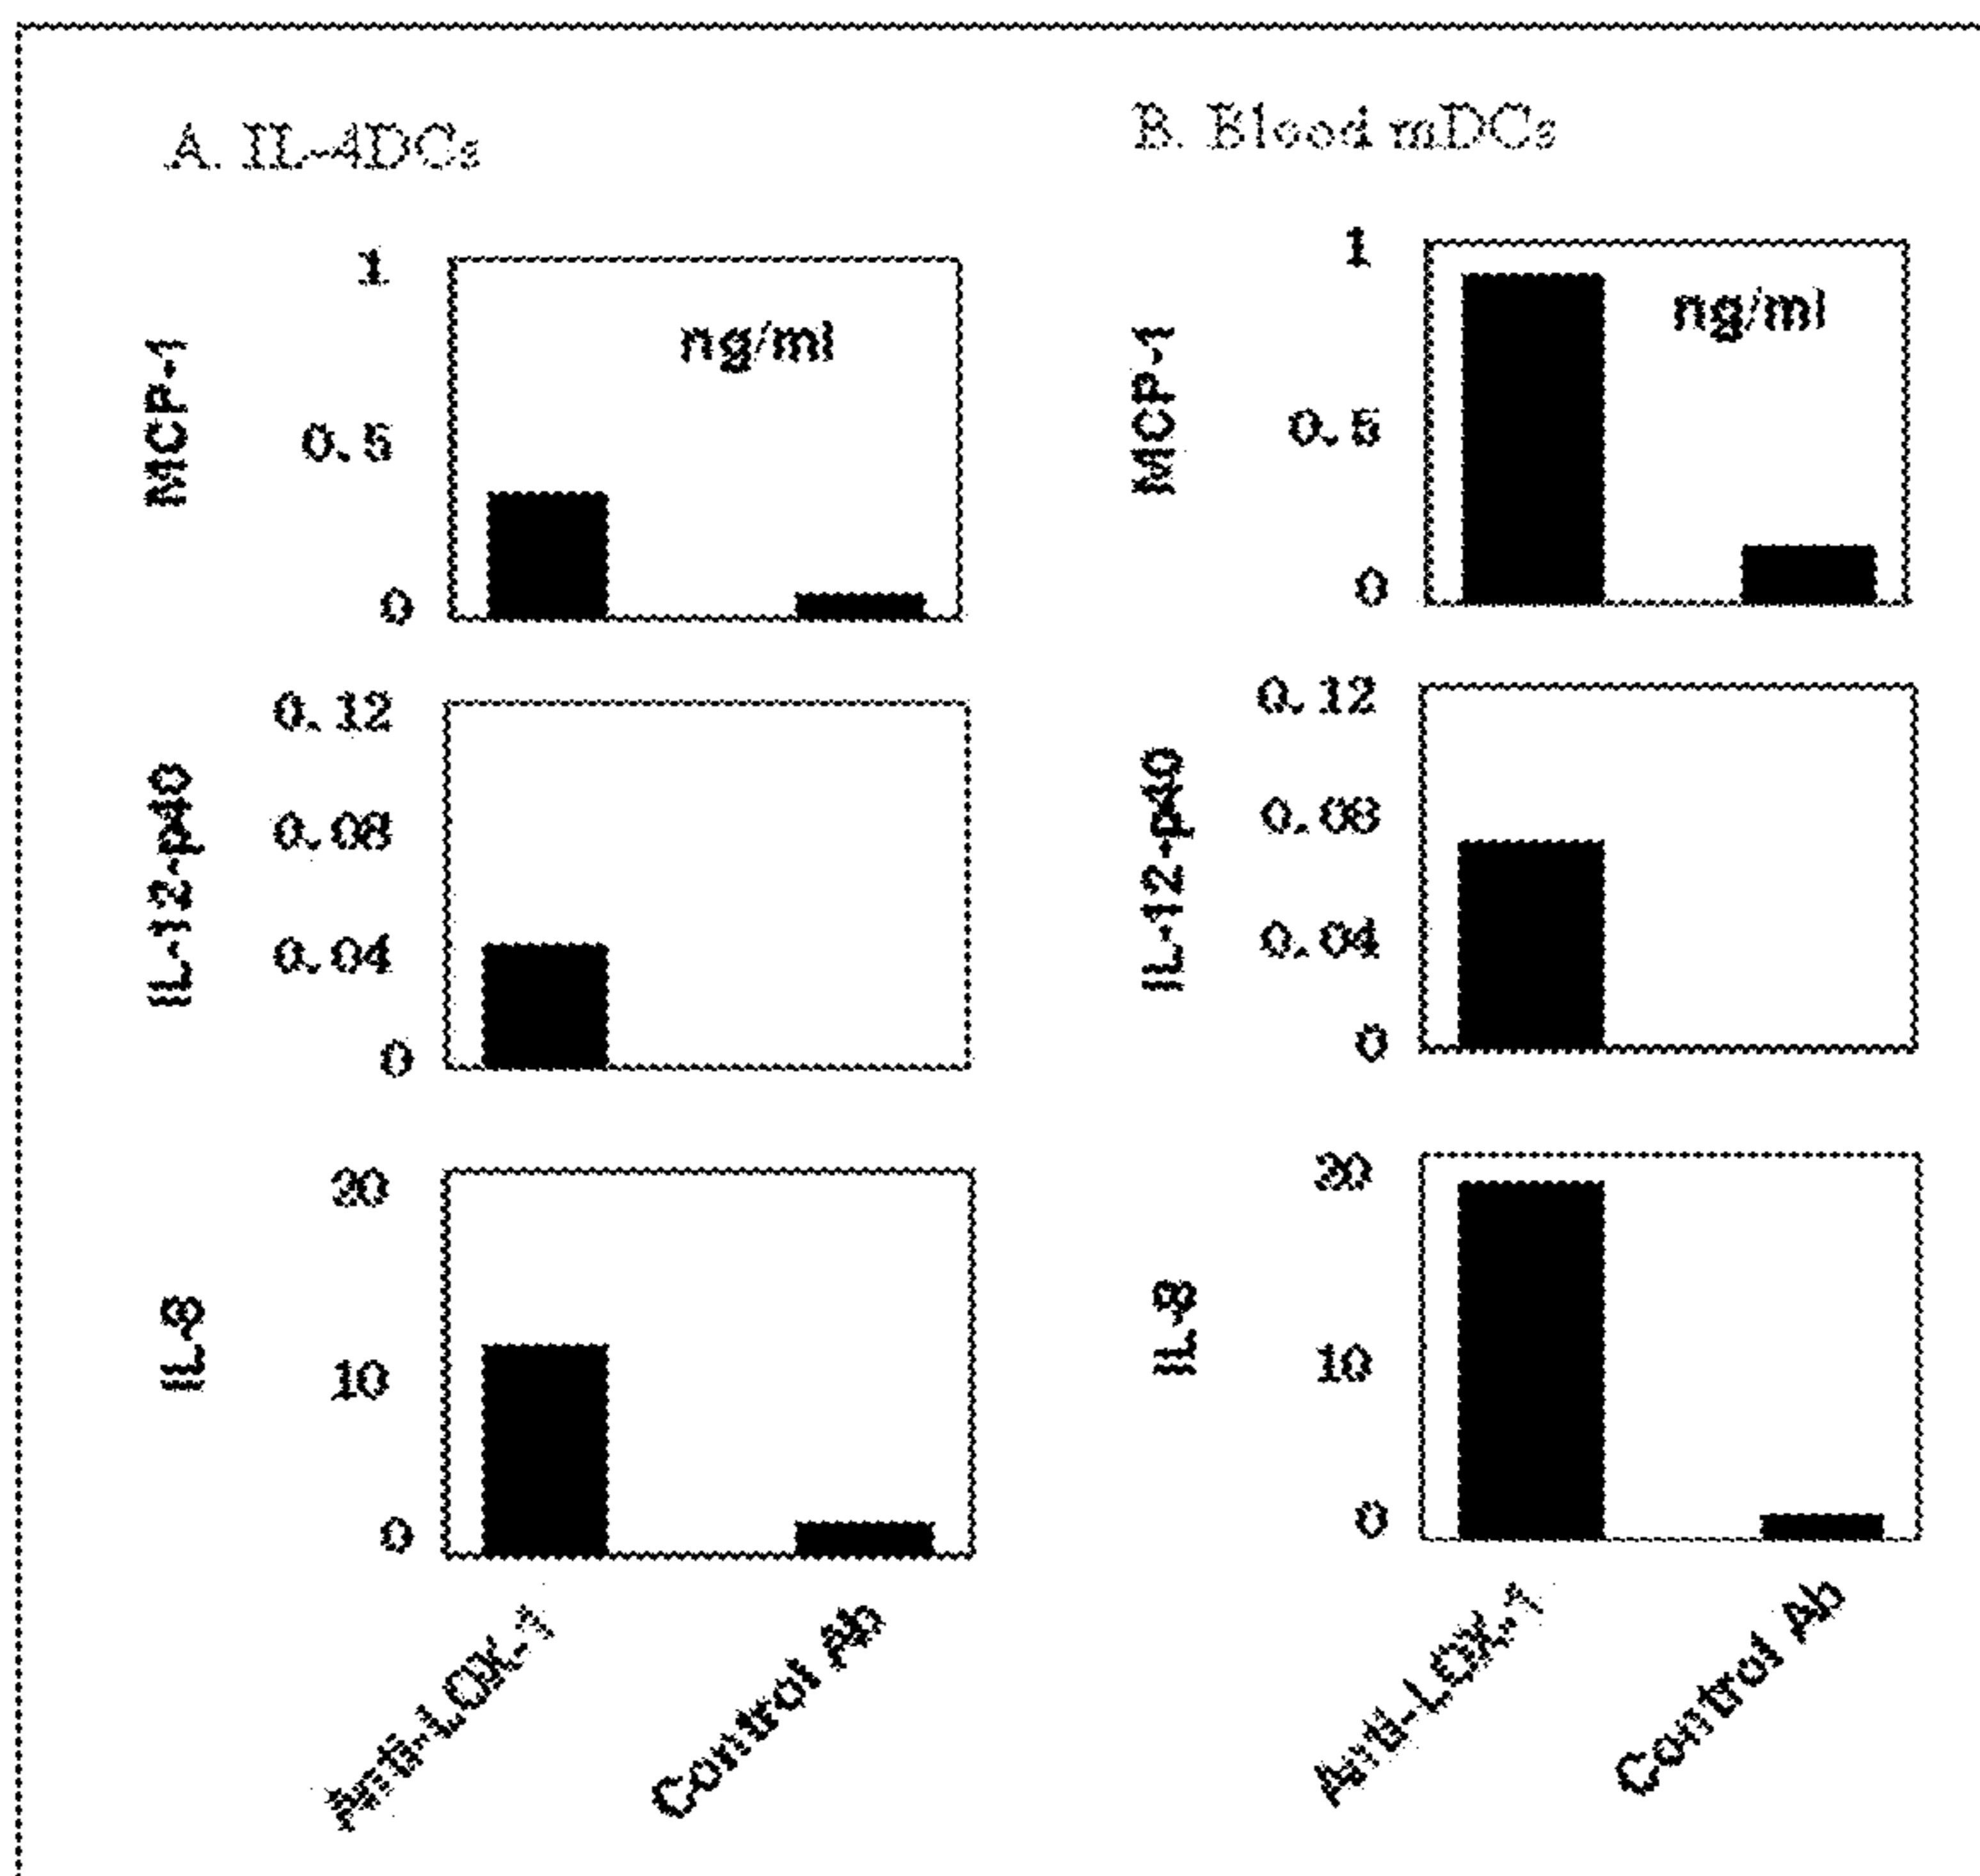 A. IL-4DCs
B. Blood mDCs
MCP-1
1
0.5
0
ng/ml
MCP-1
1
0.5
0
ng/ml
IL-12-p40
0.12
0.08
0.04
0
IL-12-p40
0.12
0.08
0.04
0
IL-8
20
10
0
IL-8
10
0
Anti-LOX-1
Control Ab
Anti-LOX-1
Control Ab